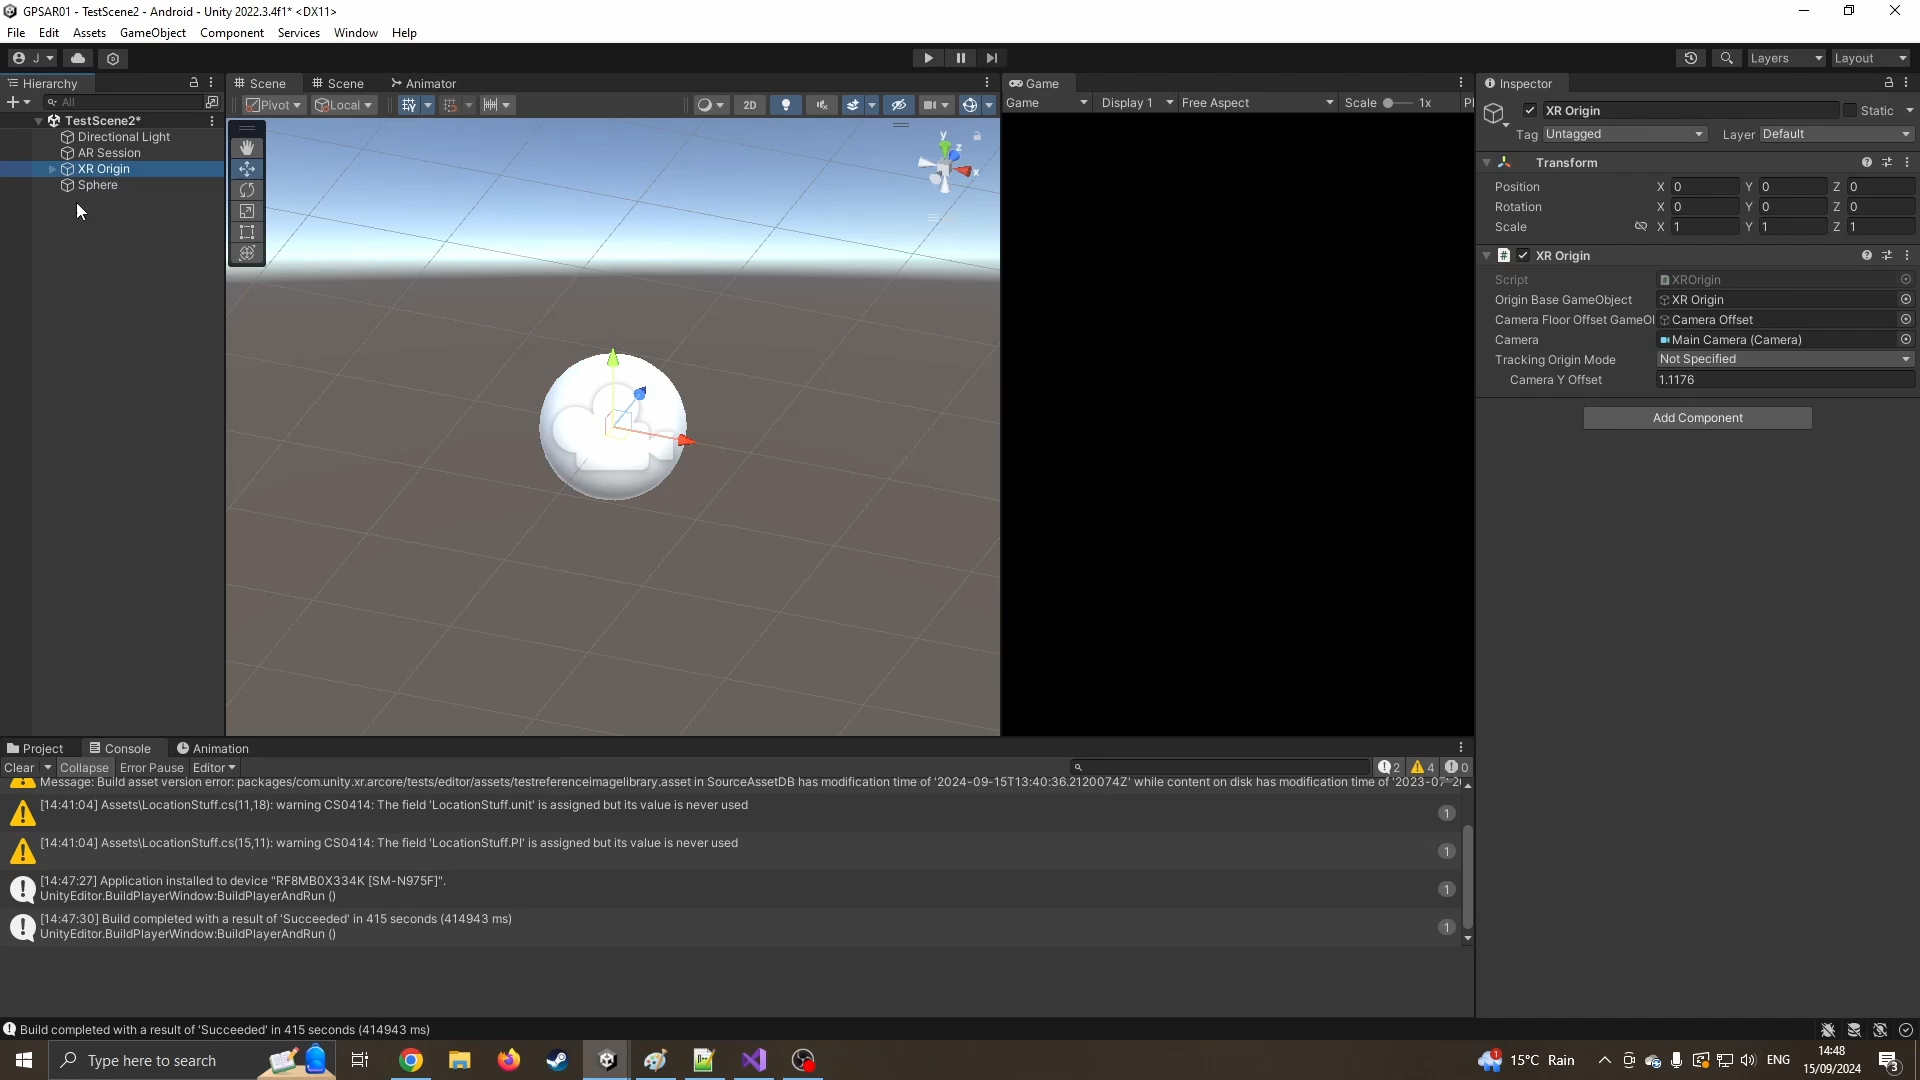 GPSAR01 - TestScene2 - Android - Unity 2022.3.4f1* <DX11>
File Edit Assets GameObject Component Services Window Help
J Layers Layout
Hierarchy
All
TestScene2*
Directional Light
AR Session
XR Origin
Sphere
Scene Scene Animator
Pivot Local 2D
y
z
x
Game
Game Display 1 Free Aspect Scale 1x Pl
Inspector
XR Origin Static
Tag Untagged Layer Default
Transform
Position X 0 Y 0 Z 0
Rotation X 0 Y 0 Z 0
Scale X 1 Y 1 Z 1
# XR Origin
Script XROrigin
Origin Base GameObject XR Origin
Camera Floor Offset GameOl Camera Offset
Camera Main Camera (Camera)
Tracking Origin Mode Not Specified
Camera Y Offset 1.1176
Add Component
Project Console Animation
Clear Collapse Error Pause Editor 2 4 0
Message: Build asset version error: packages/com.unity.xr.arcore/tests/editor/assets/testreferenceimagelibrary.asset in SourceAssetDB has modification time of '2024-09-15T13:40:36.2120074Z' while content on disk has modification time of '2023-07-2
[14:41:04] Assets\LocationStuff.cs(11,18): warning CS0414: The field 'LocationStuff.unit' is assigned but its value is never used
1
[14:41:04] Assets\LocationStuff.cs(15,11): warning CS0414: The field 'LocationStuff.PI' is assigned but its value is never used
1
[14:47:27] Application installed to device "RF8MB0X334K [SM-N975F]".
UnityEditor.BuildPlayerWindow:BuildPlayerAndRun ()
1
[14:47:30] Build completed with a result of 'Succeeded' in 415 seconds (414943 ms)
UnityEditor.BuildPlayerWindow:BuildPlayerAndRun ()
1
Build completed with a result of 'Succeeded' in 415 seconds (414943 ms)
Type here to search
1 15°C Rain ENG
14:48
15/09/2024
3